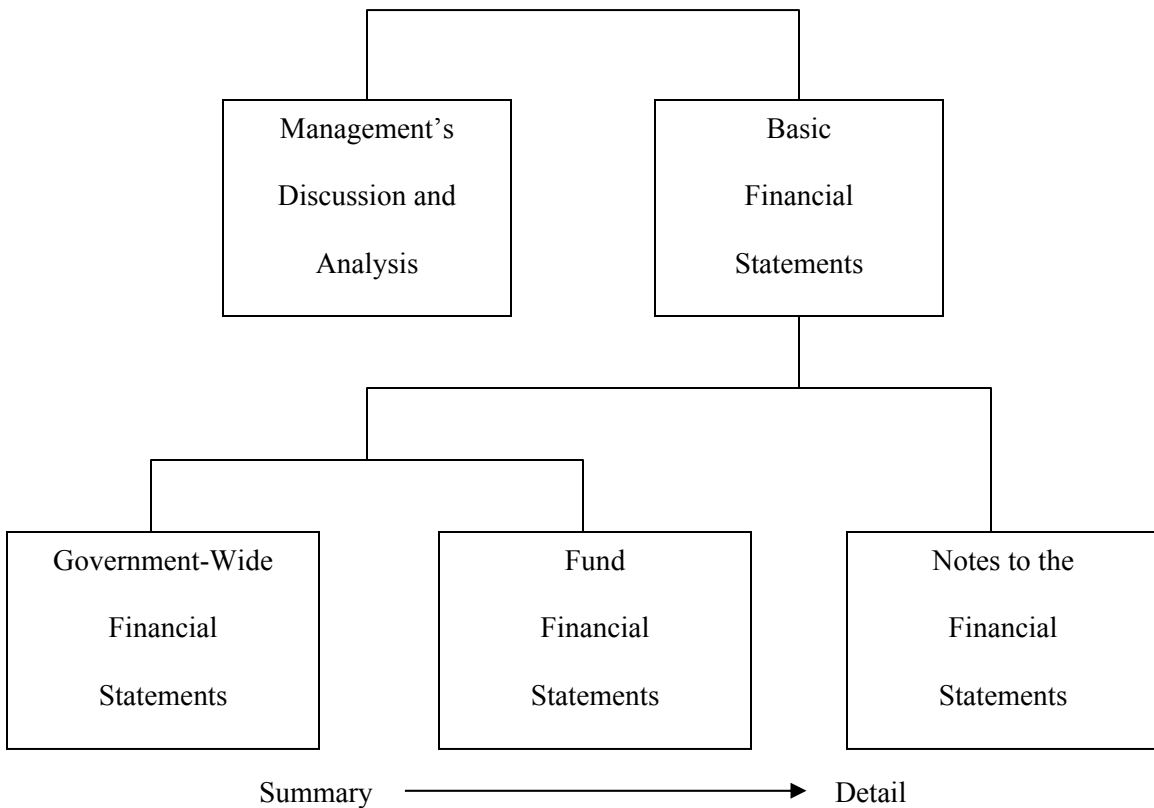 Management’s
Discussion and
Analysis
Basic
Financial
Statements
Government-Wide
Financial
Statements
Fund
Financial
Statements
Notes to the
Financial
Statements
Summary
Detail